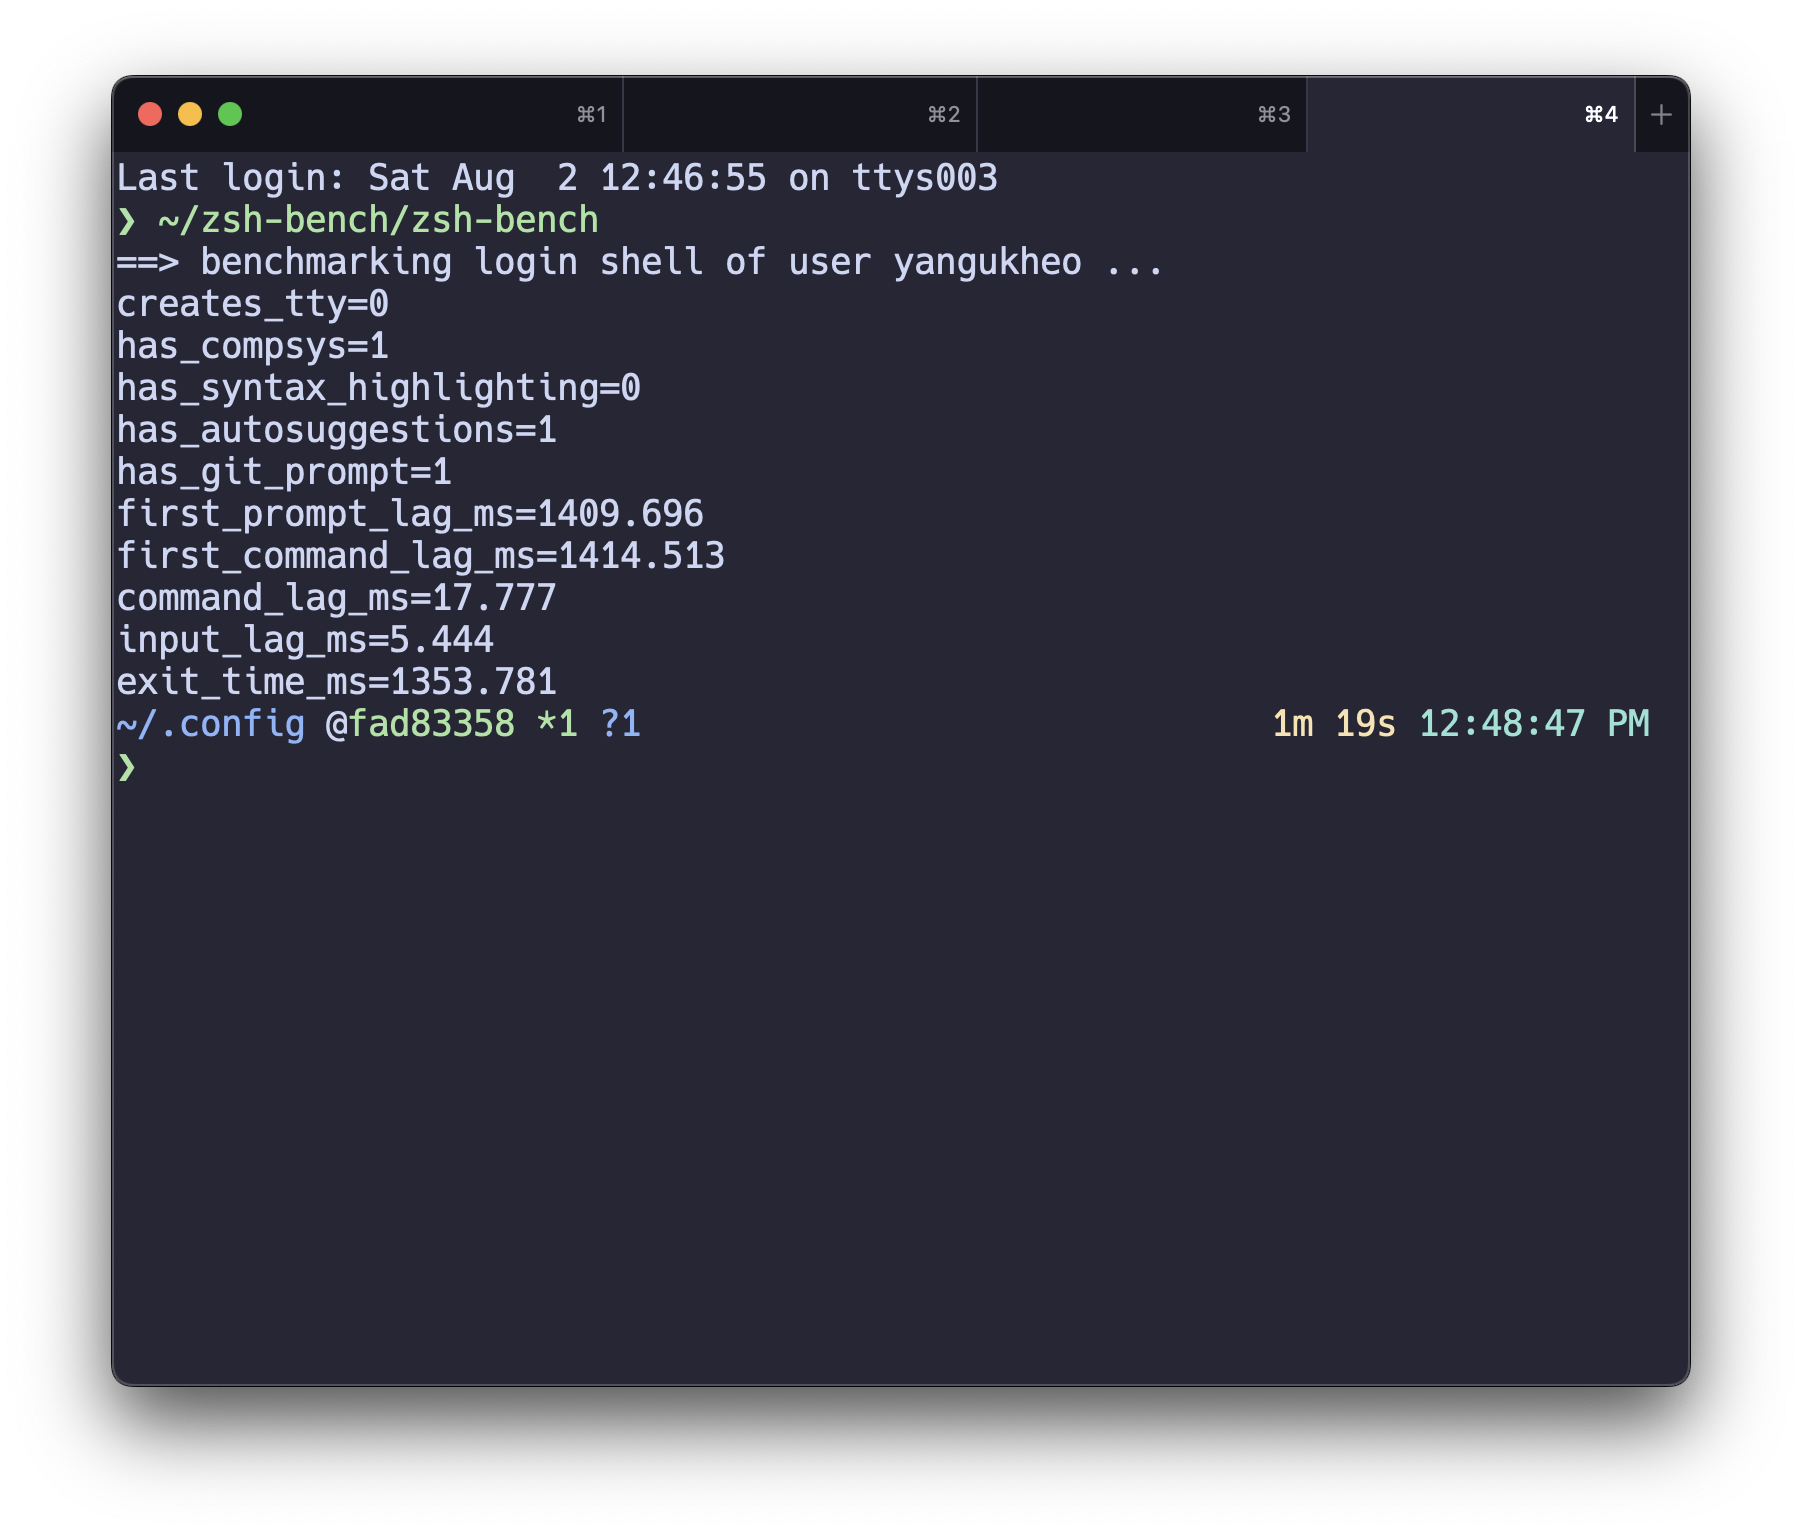 ⌘1 ⌘2 ⌘3 ⌘4 +
Last login: Sat Aug  2 12:46:55 on ttys003
❯ ~/zsh-bench/zsh-bench
==> benchmarking login shell of user yangukheo ...
creates_tty=0
has_compsys=1
has_syntax_highlighting=0
has_autosuggestions=1
has_git_prompt=1
first_prompt_lag_ms=1409.696
first_command_lag_ms=1414.513
command_lag_ms=17.777
input_lag_ms=5.444
exit_time_ms=1353.781
~/.config @fad83358 *1 ?1 1m 19s 12:48:47 PM
❯